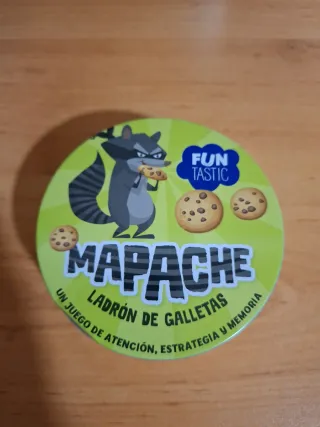 FUN
TASTIC
MAPACHE
LADRÓN DE GALLETAS
UN JUEGO DE ATENCIÓN, ESTRATEGIA Y MEMORIA